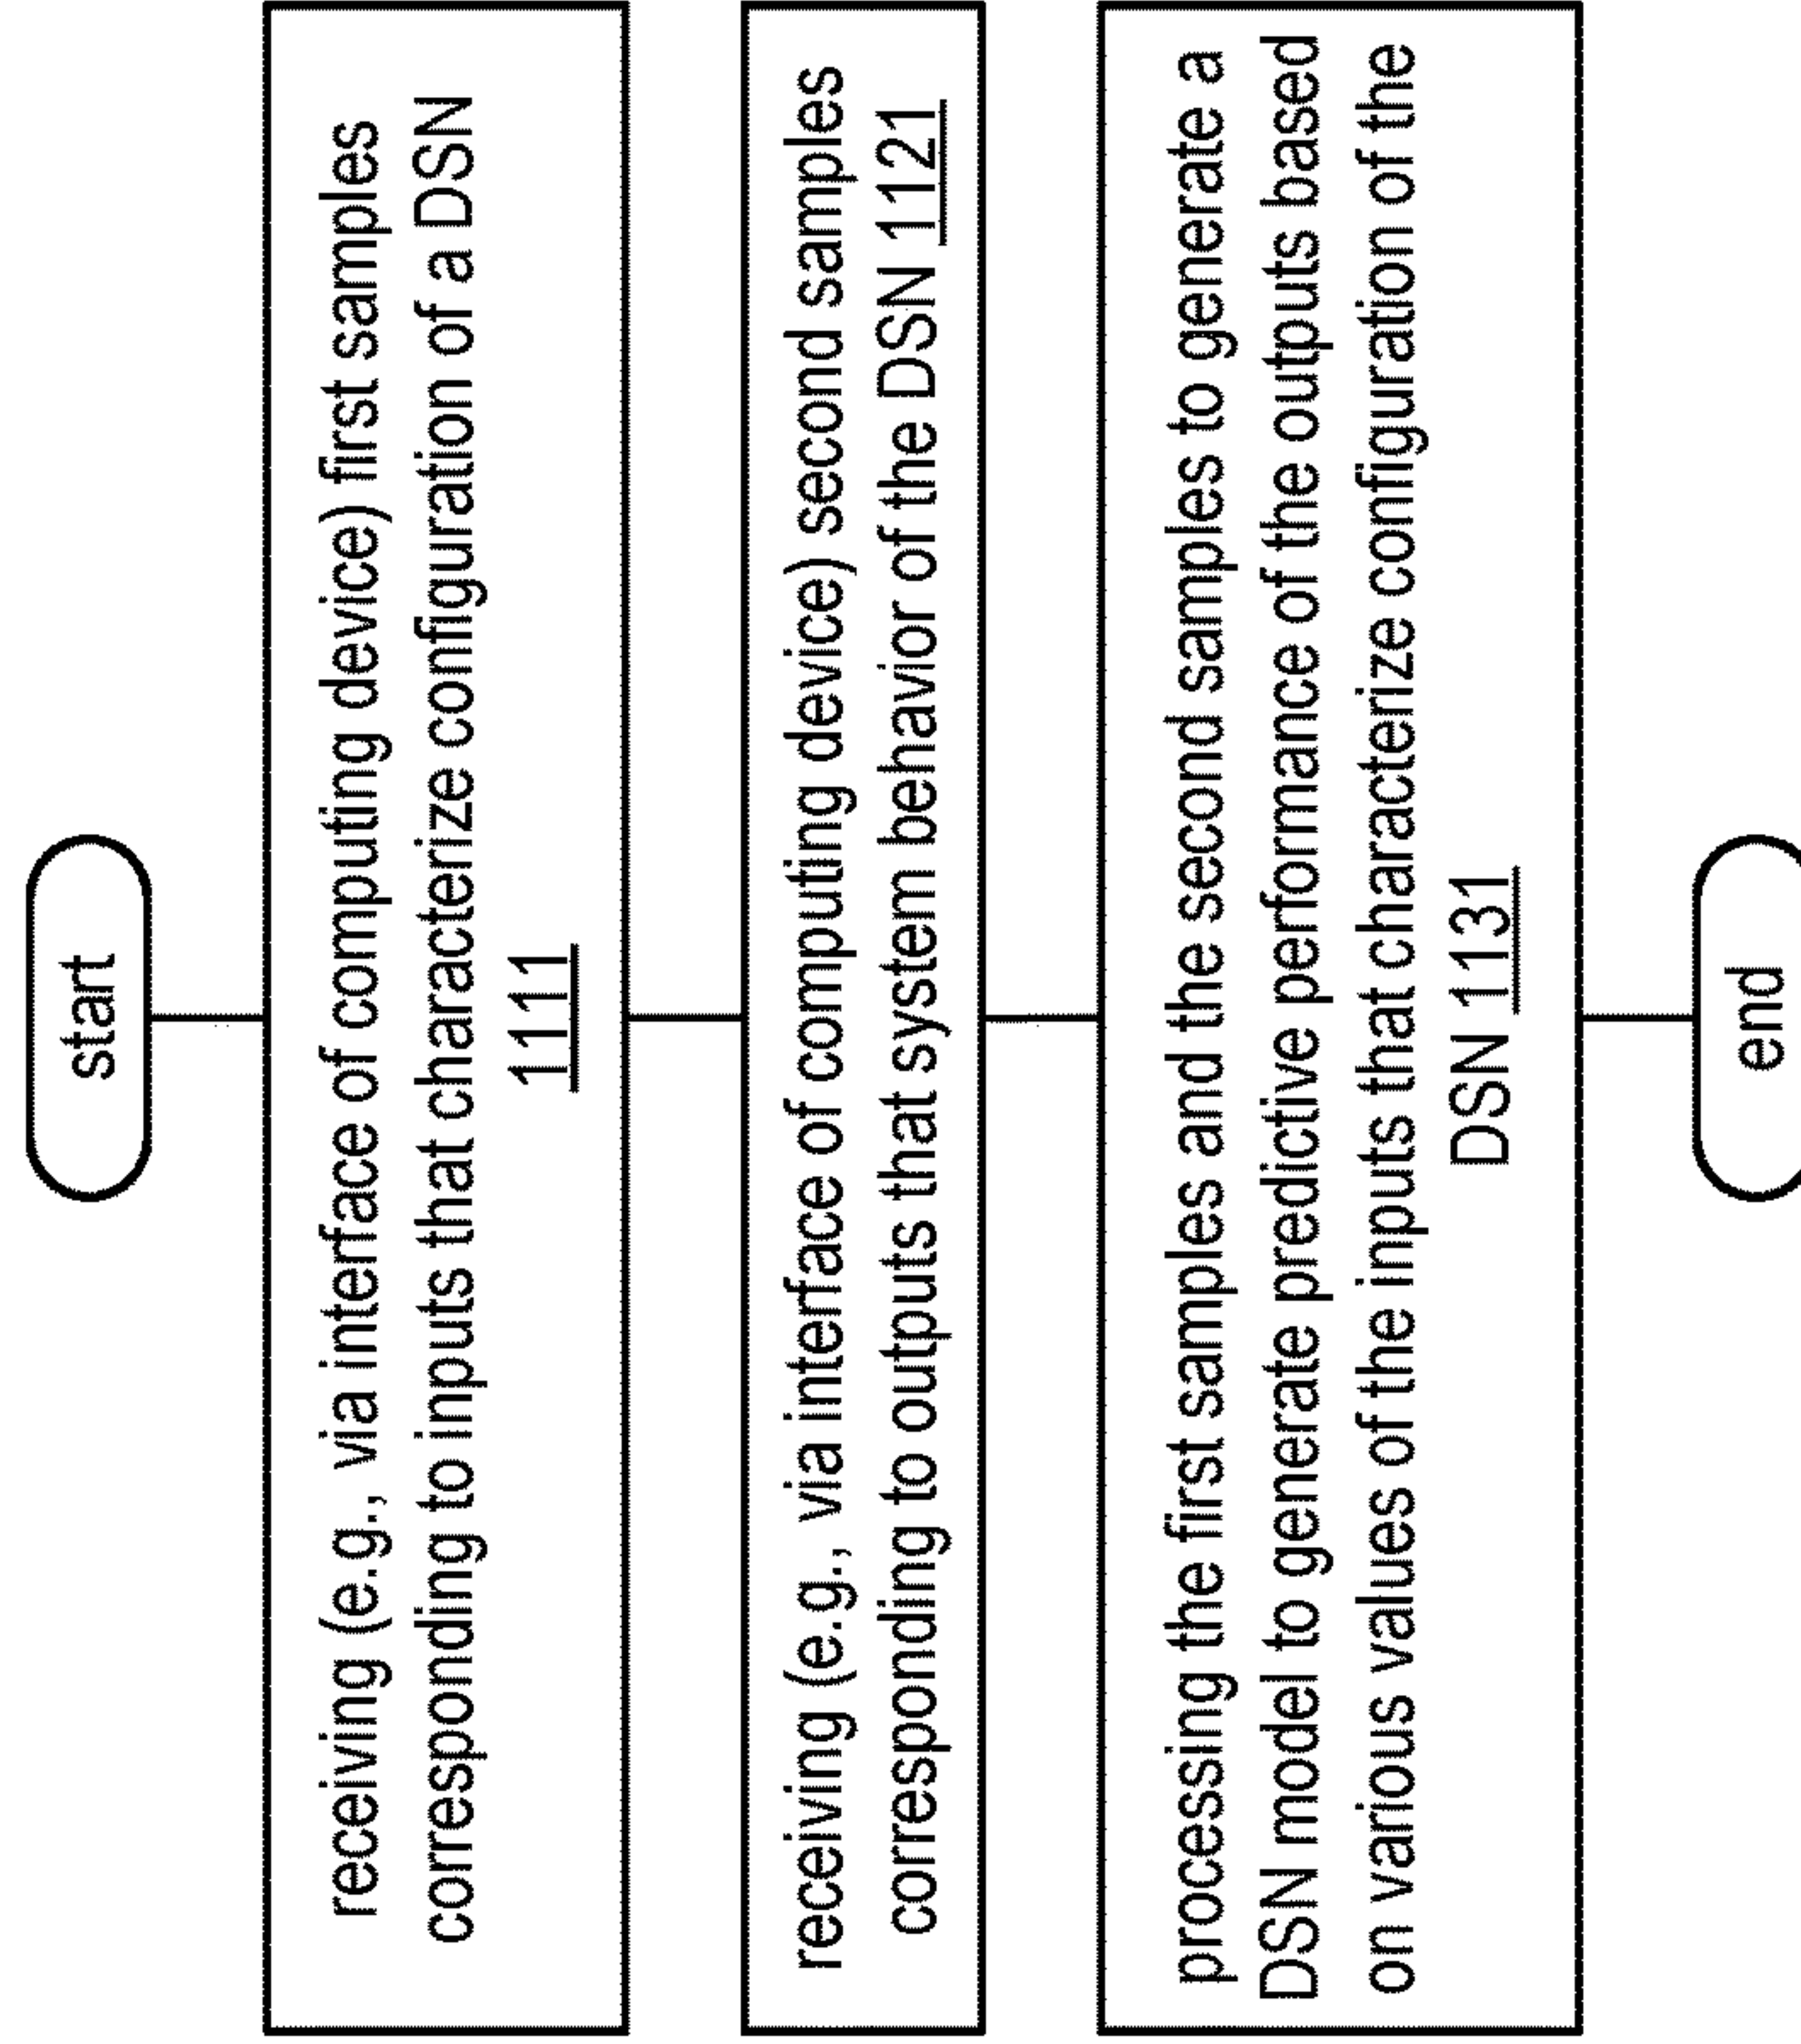 start
receiving (e.g., via interface of computing device) first samples
corresponding to inputs that characterize configuration of a DSN
1111
receiving (e.g., via interface of computing device) second samples
corresponding to outputs that system behavior of the DSN 1121
processing the first samples and the second samples to generate a
DSN model to generate predictive performance of the outputs based
on various values of the inputs that characterize configuration of the
DSN 1131
end